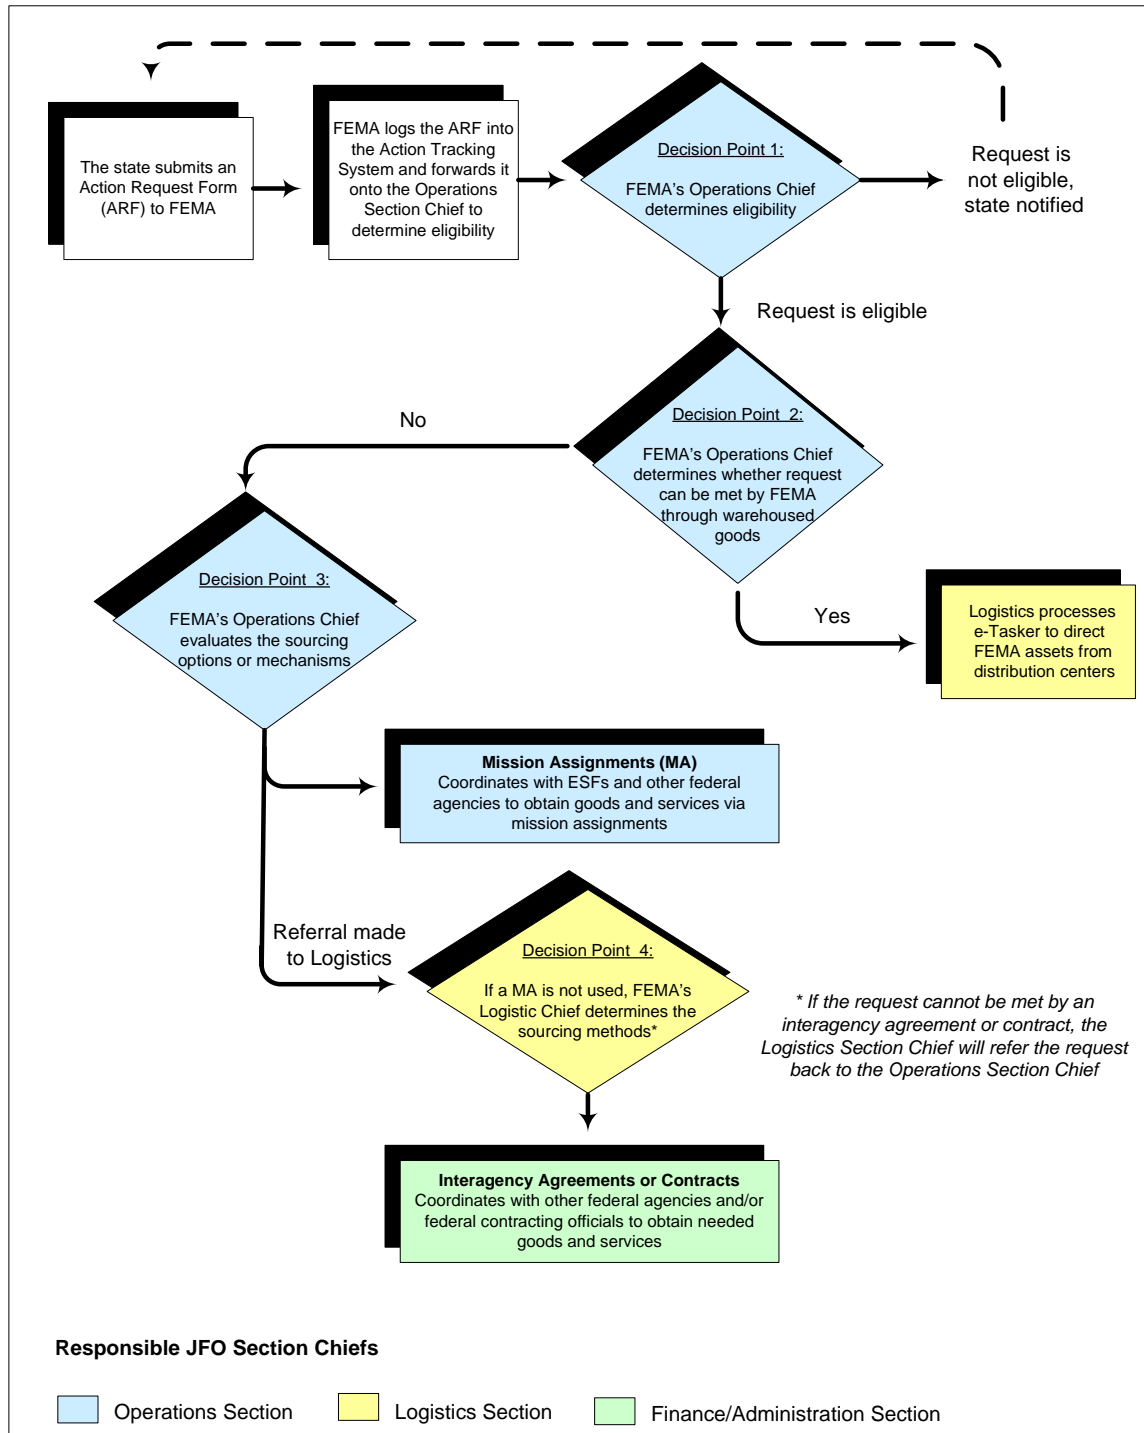 The state submits an
Action Request Form
(ARF) to FEMA
FEMA logs the ARF into
the Action Tracking
System and forwards it
onto the Operations
Section Chief to
determine eligibility
Decision Point 1:
FEMA's Operations Chief
determines eligibility
Request is
not eligible,
state notified
Request is eligible
Decision Point 2:
FEMA's Operations Chief
determines whether request
can be met by FEMA
through warehoused
goods
No
Yes
Logistics processes
e-Tasker to direct
FEMA assets from
distribution centers
Decision Point 3:
FEMA's Operations Chief
evaluates the sourcing
options or mechanisms
Mission Assignments (MA)
Coordinates with ESFs and other federal
agencies to obtain goods and services via
mission assignments
Referral made
to Logistics
Decision Point 4:
If a MA is not used, FEMA's
Logistic Chief determines the
sourcing methods*
* If the request cannot be met by an
interagency agreement or contract, the
Logistics Section Chief will refer the request
back to the Operations Section Chief
Interagency Agreements or Contracts
Coordinates with other federal agencies and/or
federal contracting officials to obtain needed
goods and services
Responsible JFO Section Chiefs
Operations Section
Logistics Section
Finance/Administration Section